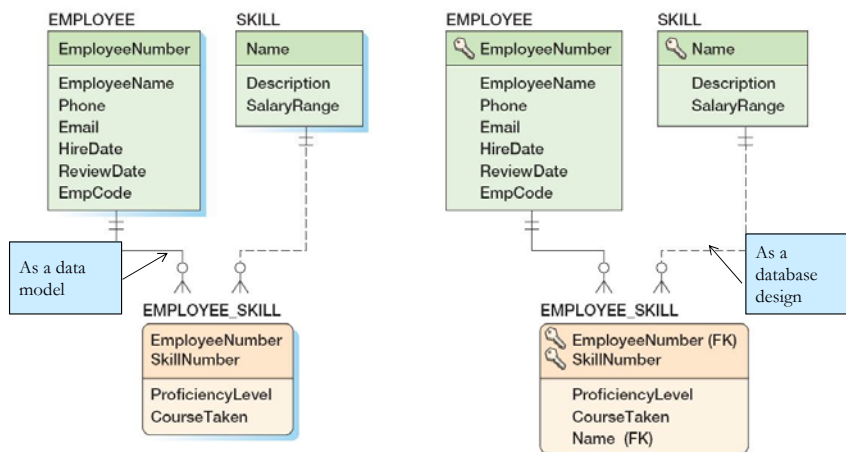 EMPLOYEE
EmployeeNumber
EmployeeName
Phone
Email
HireDate
ReviewDate
EmpCode
SKILL
Name
Description
SalaryRange
As a data
model
EMPLOYEE_SKILL
EmployeeNumber
SkillNumber
ProficiencyLevel
CourseTaken
EMPLOYEE
EmployeeNumber
EmployeeName
Phone
Email
HireDate
ReviewDate
EmpCode
SKILL
Name
Description
SalaryRange
As a
database
design
EMPLOYEE_SKILL
EmployeeNumber (FK)
SkillNumber
ProficiencyLevel
CourseTaken
Name (FK)